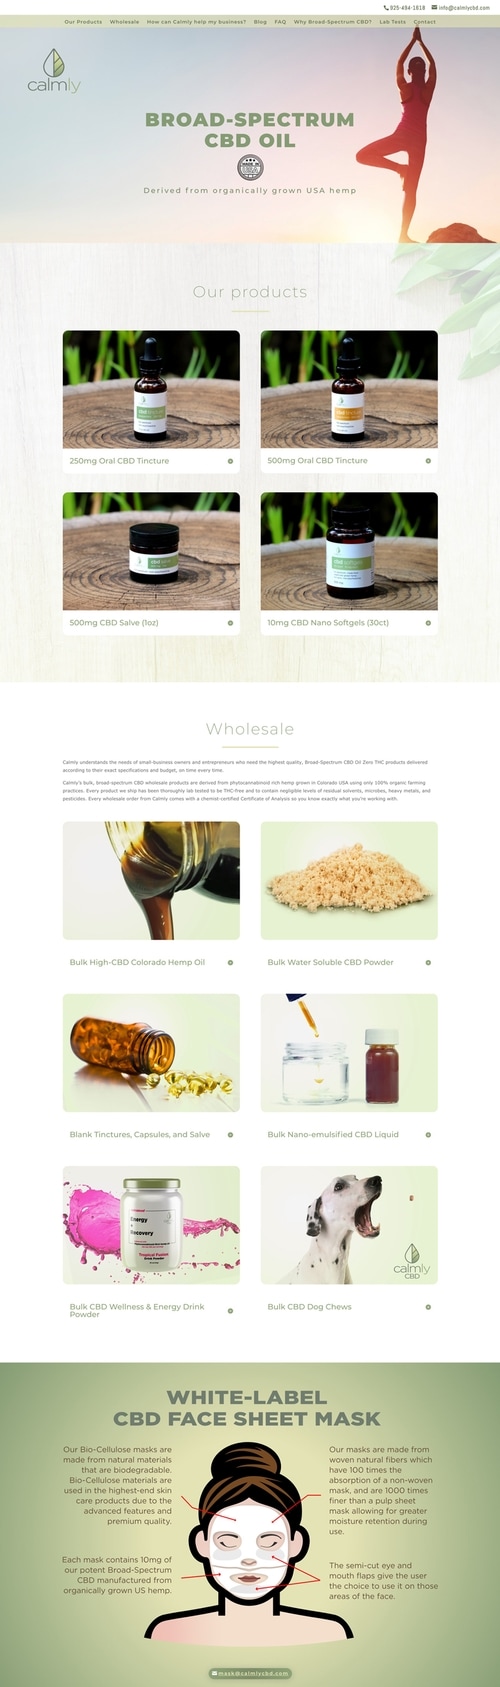 925-494-1818 info@calmlycbd.com
Our Products Wholesale How can Calmly help my business? Blog FAQ Why Broad-Spectrum CBD? Lab Tests Contact
calmly
BROAD-SPECTRUM
CBD OIL
MADE IN
USA
Derived from organically grown USA hemp
Our products
250mg Oral CBD Tincture
500mg Oral CBD Tincture
500mg CBD Salve (1oz)
10mg CBD Nano Softgels (30ct)
Wholesale
Calmly understands the needs of small-business owners and entrepreneurs who need the highest quality, Broad-Spectrum CBD Oil Zero THC products delivered
according to their exact specifications and budget, on time every time.
Calmly's bulk, broad-spectrum CBD wholesale products are derived from phytocannabinoid rich hemp grown in Colorado USA using only 100% organic farming
practices. Every product we ship has been thoroughly lab tested to be THC-free and to contain negligible levels of residual solvents, microbes, heavy metals, and
pesticides. Every wholesale order from Calmly comes with a chemist-certified Certificate of Analysis so you know exactly what you're working with.
Bulk High-CBD Colorado Hemp Oil
Bulk Water Soluble CBD Powder
Blank Tinctures, Capsules, and Salve
Bulk Nano-emulsified CBD Liquid
Energy
+
Recovery
Tropical Fusion
Drink Powder
calmly
CBD
Bulk CBD Wellness & Energy Drink
Powder
Bulk CBD Dog Chews
WHITE-LABEL
CBD FACE SHEET MASK
Our Bio-Cellulose masks are
made from natural materials
that are biodegradable.
Bio-Cellulose materials are
used in the highest-end skin
care products due to the
advanced features and
premium quality.
Each mask contains 10mg of
our potent Broad-Spectrum
CBD manufactured from
organically grown US hemp.
Our masks are made from
woven natural fibers which
have 100 times the
absorption of a non-woven
mask, and are 1000 times
finer than a pulp sheet
mask allowing for greater
moisture retention during
use.
The semi-cut eye and
mouth flaps give the user
the choice to use it on those
areas of the face.
mask@calmlycbd.com